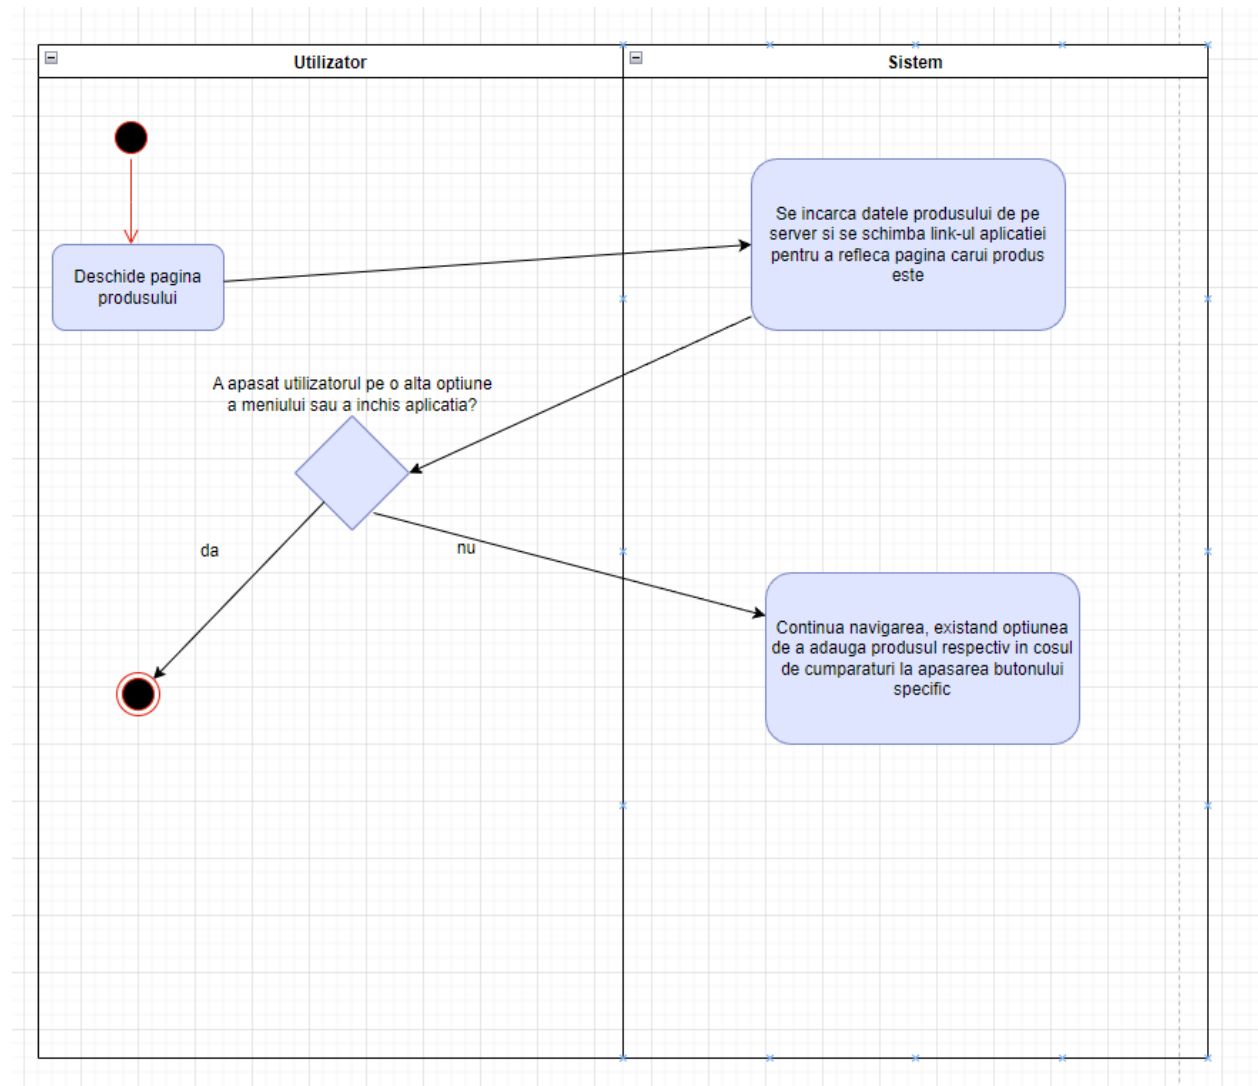 Utilizator
Sistem
Se incarca datele produsului de pe
server si se schimba link-ul aplicatiei
pentru a refleca pagina carui produs
este
Deschide pagina
produsului
A apasat utilizatorul pe o alta optiune
a meniului sau a inchis aplicatia?
da
nu
Continua navigarea, existand optiunea
de a adauga produsul respectiv in cosul
de cumparaturi la apasarea butonului
specific